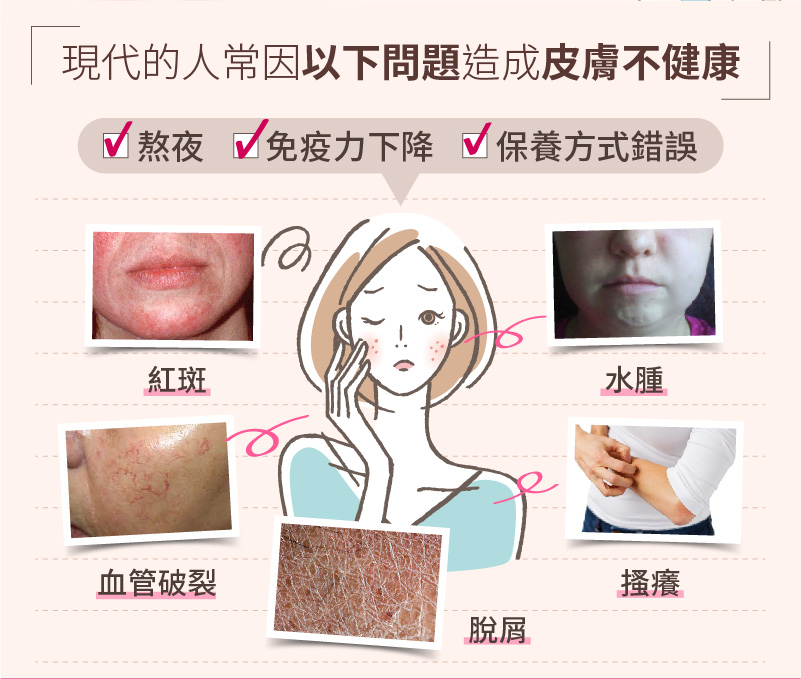 現代的人常因以下問題造成皮膚不健康
熬夜 免疫力下降 保養方式錯誤
紅斑
水腫
血管破裂
搔癢
脫屑